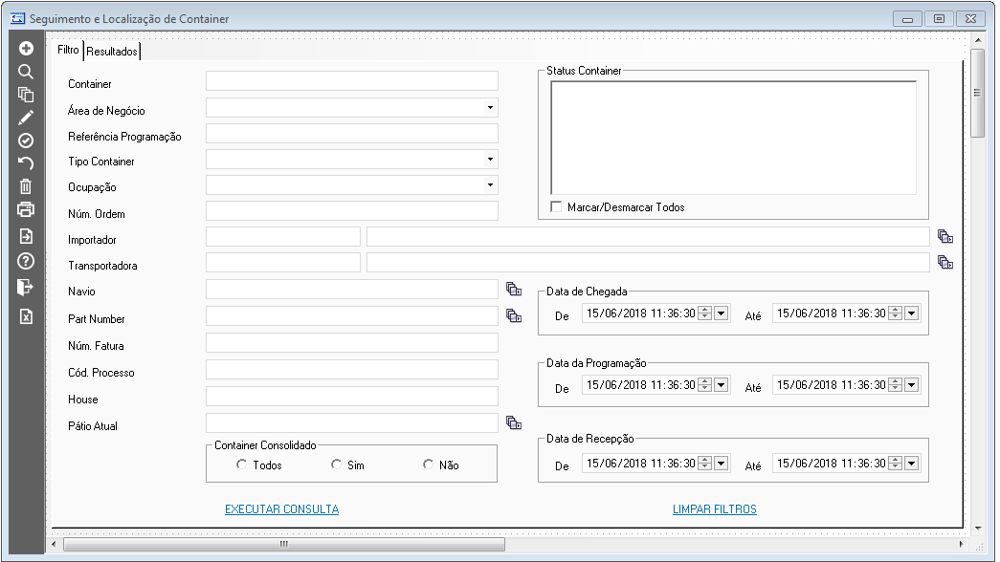 Seguimento e Localização de Container
Filtro Resultados
Container
Área de Negócio
Referência Programação
Tipo Container
Ocupação
Núm. Ordem
Importador
Transportadora
Navio
Part Number
Núm. Fatura
Cód. Processo
House
Pátio Atual
Container Consolidado
Todos Sim Não
Status Container
Marcar/Desmarcar Todos
Data de Chegada
De 15/06/2018 11:36:30 Até 15/06/2018 11:36:30
Data da Programação
De 15/06/2018 11:36:30 Até 15/06/2018 11:36:30
Data de Recepção
De 15/06/2018 11:36:30 Até 15/06/2018 11:36:30
EXECUTAR CONSULTA LIMPAR FILTROS